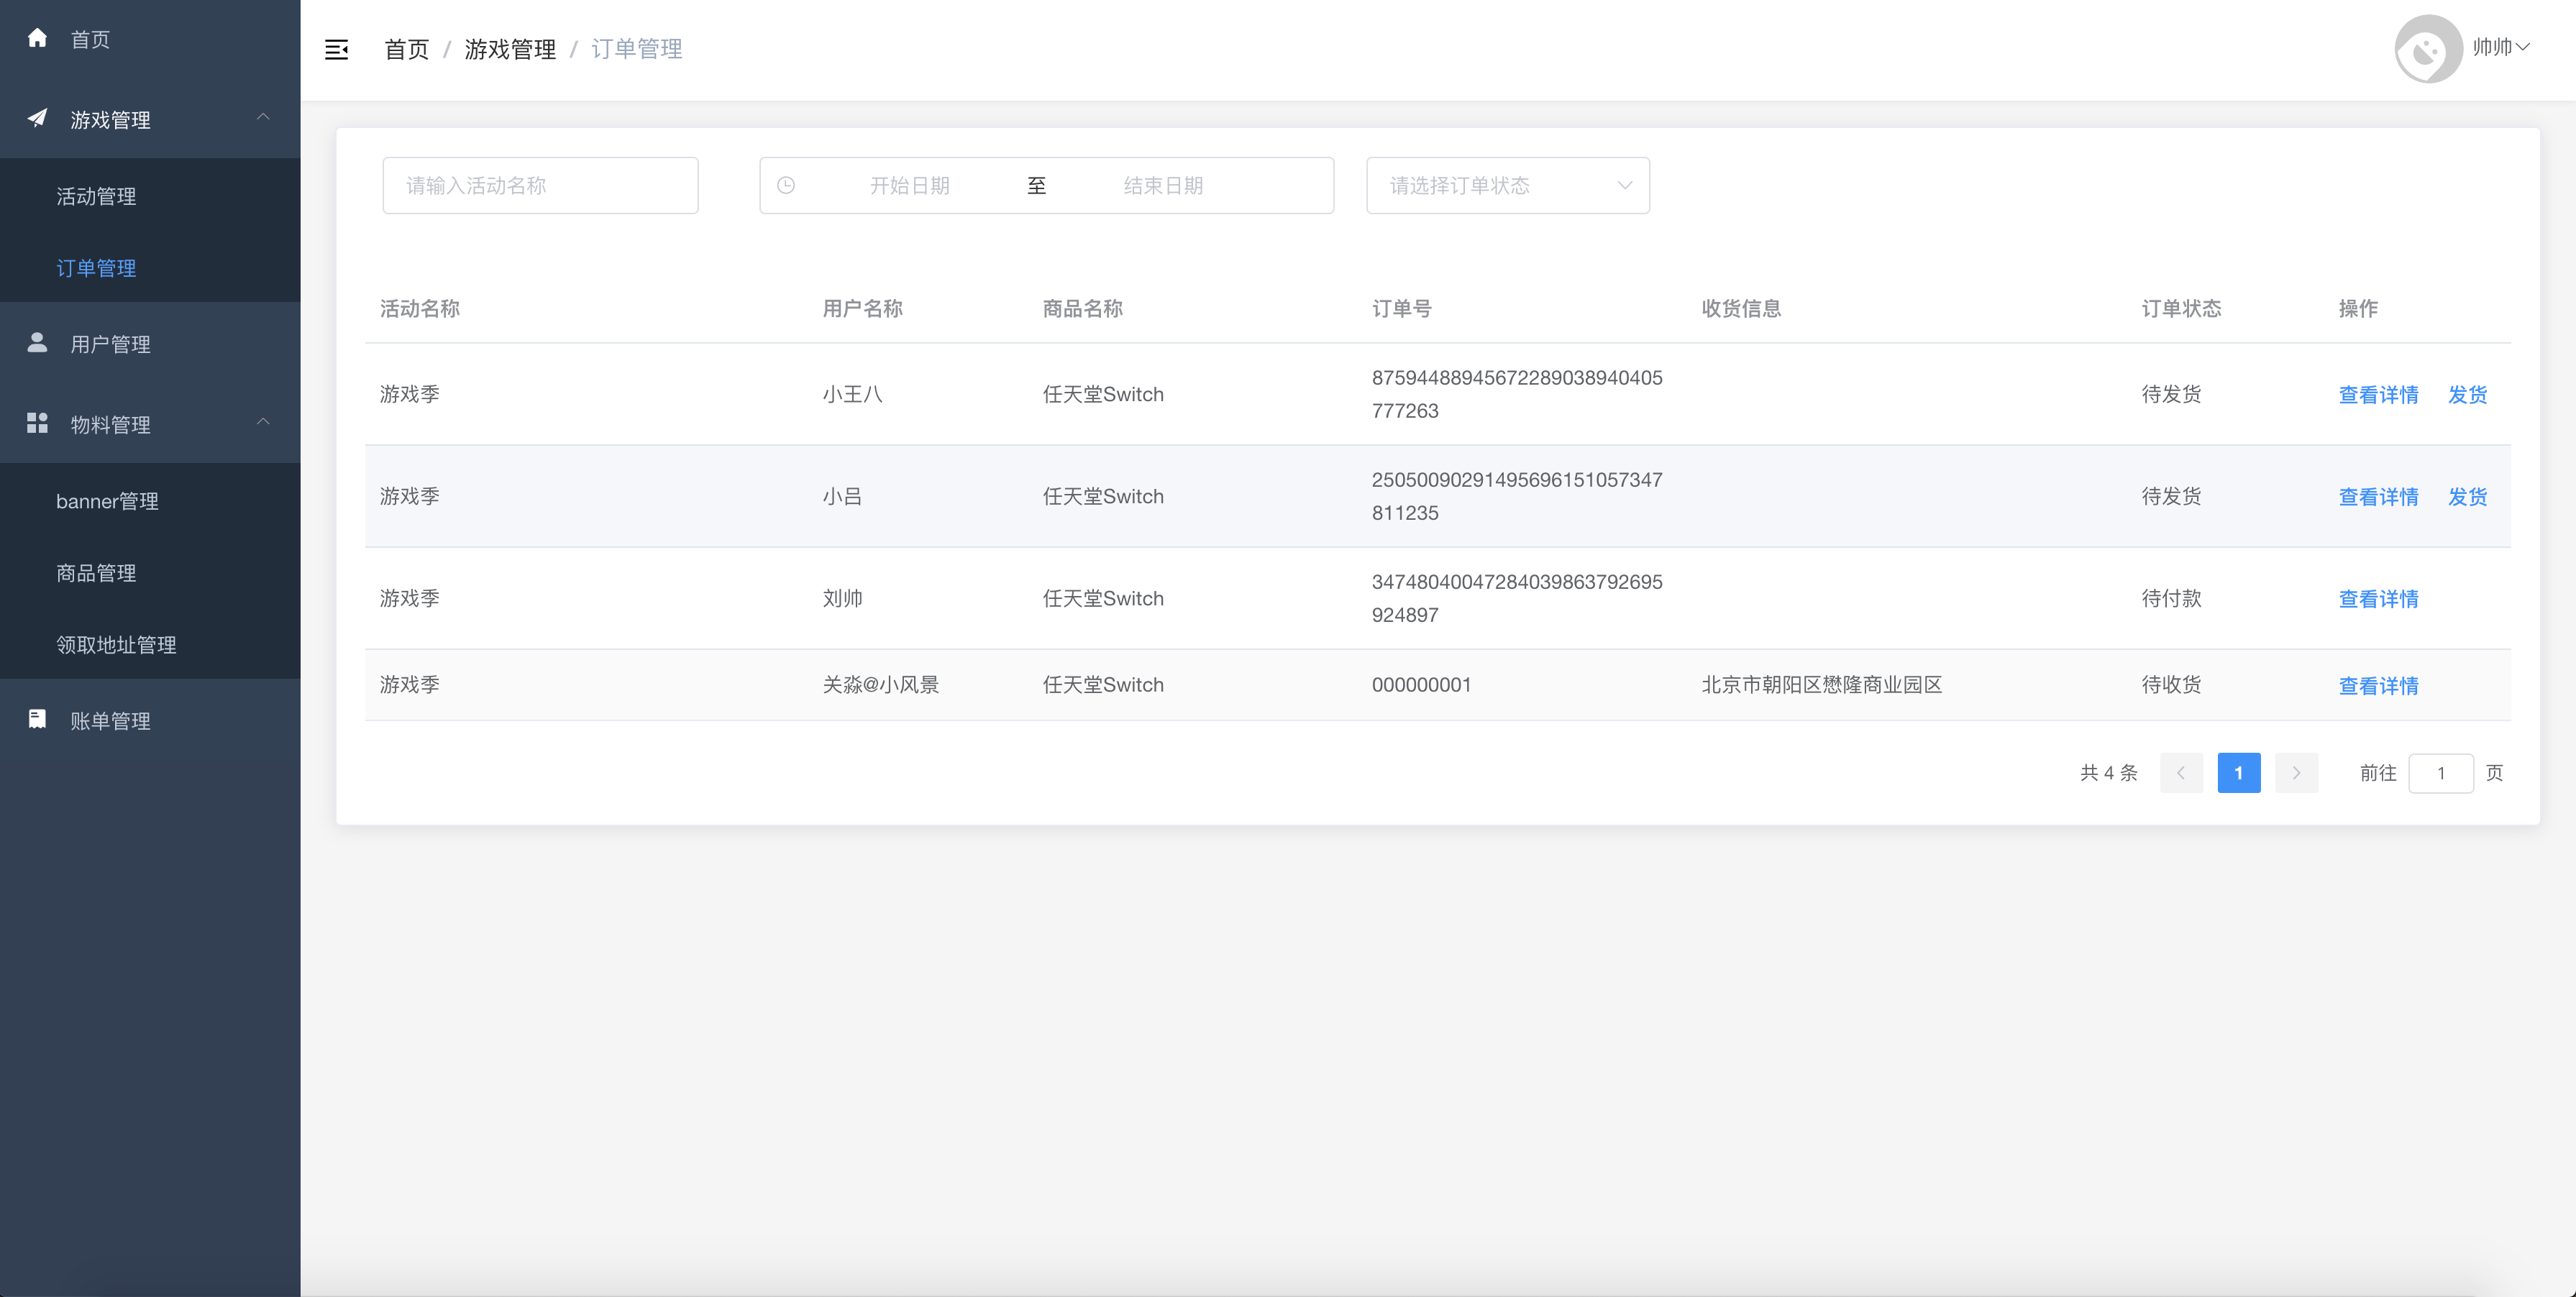 首页
游戏管理
活动管理
订单管理
用户管理
物料管理
banner管理
商品管理
领取地址管理
账单管理
首页 / 游戏管理 / 订单管理
帅帅
请输入活动名称
开始日期 至 结束日期
请选择订单状态
活动名称 用户名称 商品名称 订单号 收货信息 订单状态 操作
游戏季 小王八 任天堂Switch 87594488945672289038940405 待发货 查看详情 发货
777263
游戏季 小吕 任天堂Switch 25050090291495696151057347 待发货 查看详情 发货
811235
游戏季 刘帅 任天堂Switch 34748040047284039863792695 待付款 查看详情
924897
游戏季 关淼@小风景 任天堂Switch 000000001 北京市朝阳区懋隆商业园区 待收货 查看详情
共 4 条 1 前往 1 页